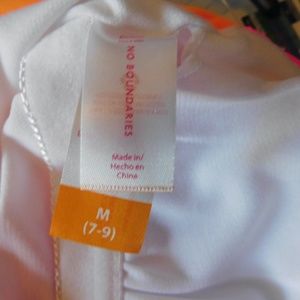 NO BOUNDARIES
Made in/
Hecho en
China
M
(7-9)